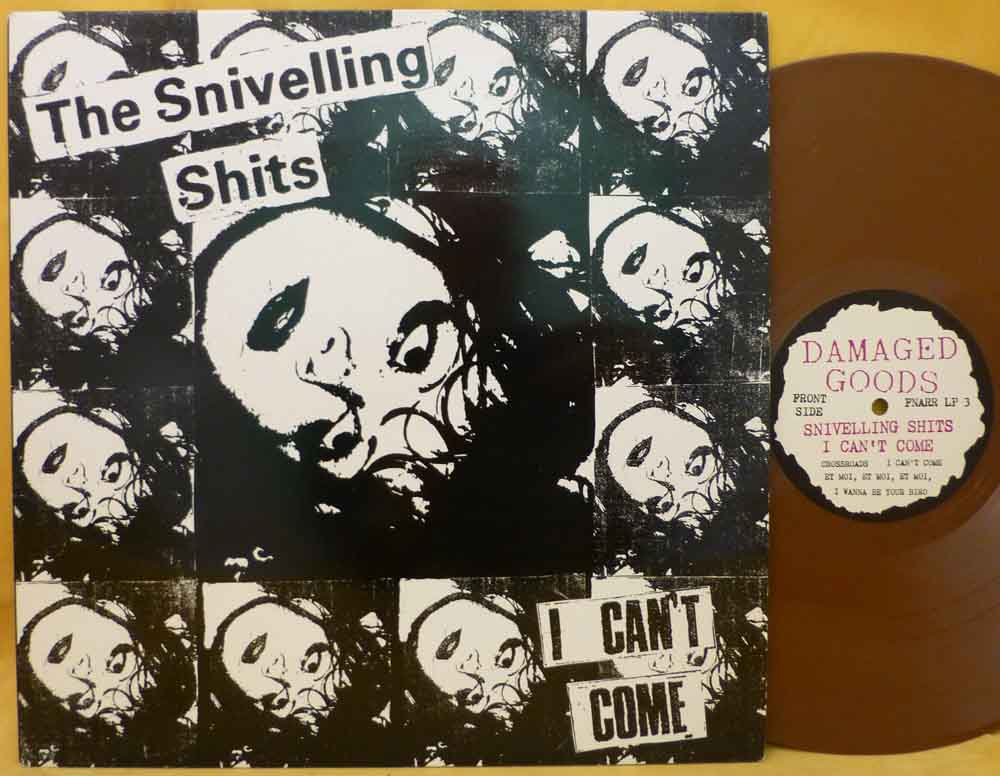 The Snivelling
Shits
I CAN'T
COME
DAMAGED
GOODS
FRONT
SIDE
FNARR LP 3
SNIVELLING SHITS
I CAN'T COME
CROSSROADS I CAN'T COME
ET MOI, ET MOI, ET MOI,
I WANNA BE YOUR BIRO